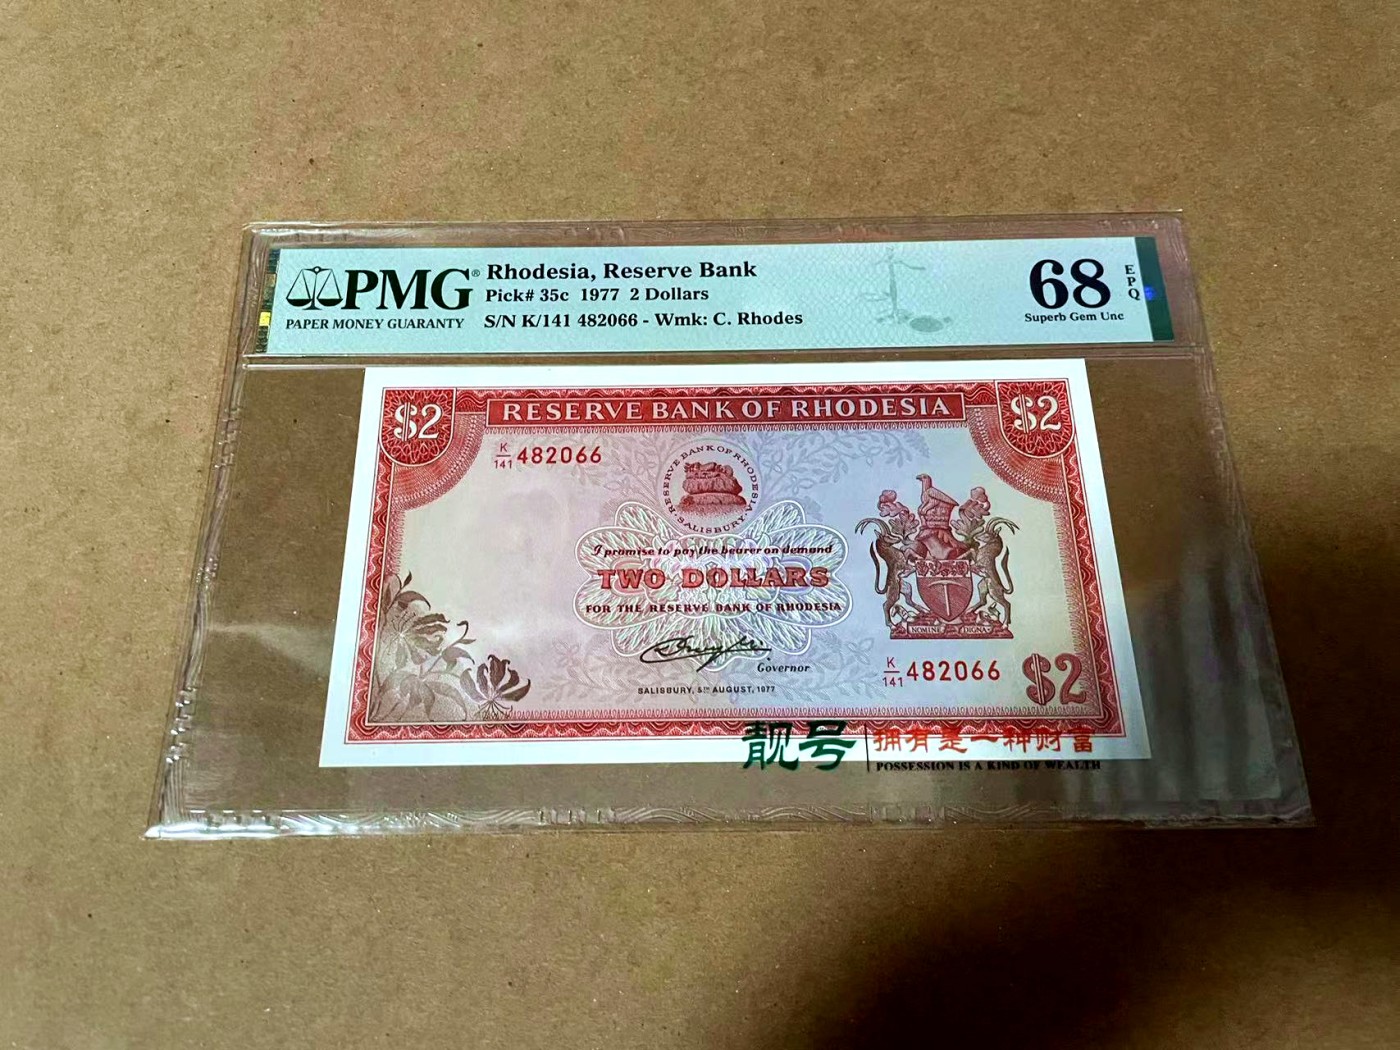 PMG®
PAPER MONEY GUARANTY
Rhodesia, Reserve Bank
Pick# 35c 1977 2 Dollars
S/N K/141 482066 - Wmk: C. Rhodes
68
EPQ
Superb Gem Unc
$2
RESERVE BANK OF RHODESIA
$2
K/141 482066
RESERVE BANK OF RHODESIA
• SALISBURY •
I promise to pay the bearer on demand
TWO DOLLARS
FOR THE RESERVE BANK OF RHODESIA
Governor
SALISBURY, 5TH AUGUST, 1977
NOMINE DIGNA
K/141 482066
$2
靓号
拥有是一种财富
POSSESSION IS A KIND OF WEALTH